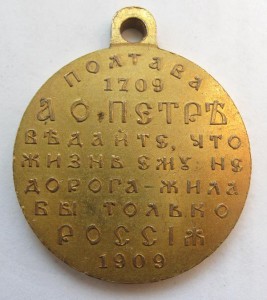 ПОЛТАВА
1709
А О ПЕТРѢ
ВѢДАЙТЕ, ЧТО
ЖИЗНЬ ЕМУ НЕ
ДОРОГА-ЖИЛА
БЫ ТОЛЬКО
РОССІЯ
1909